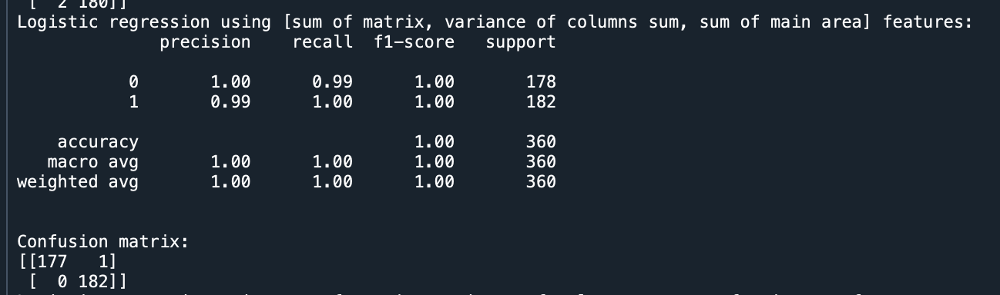 [  2 180]]
Logistic regression using [sum of matrix, variance of columns sum, sum of main area] features:
              precision    recall  f1-score   support

           0       1.00      0.99      1.00       178
           1       0.99      1.00      1.00       182

    accuracy                           1.00       360
   macro avg       1.00      1.00      1.00       360
weighted avg       1.00      1.00      1.00       360


Confusion matrix:
[[177   1]
 [  0 182]]